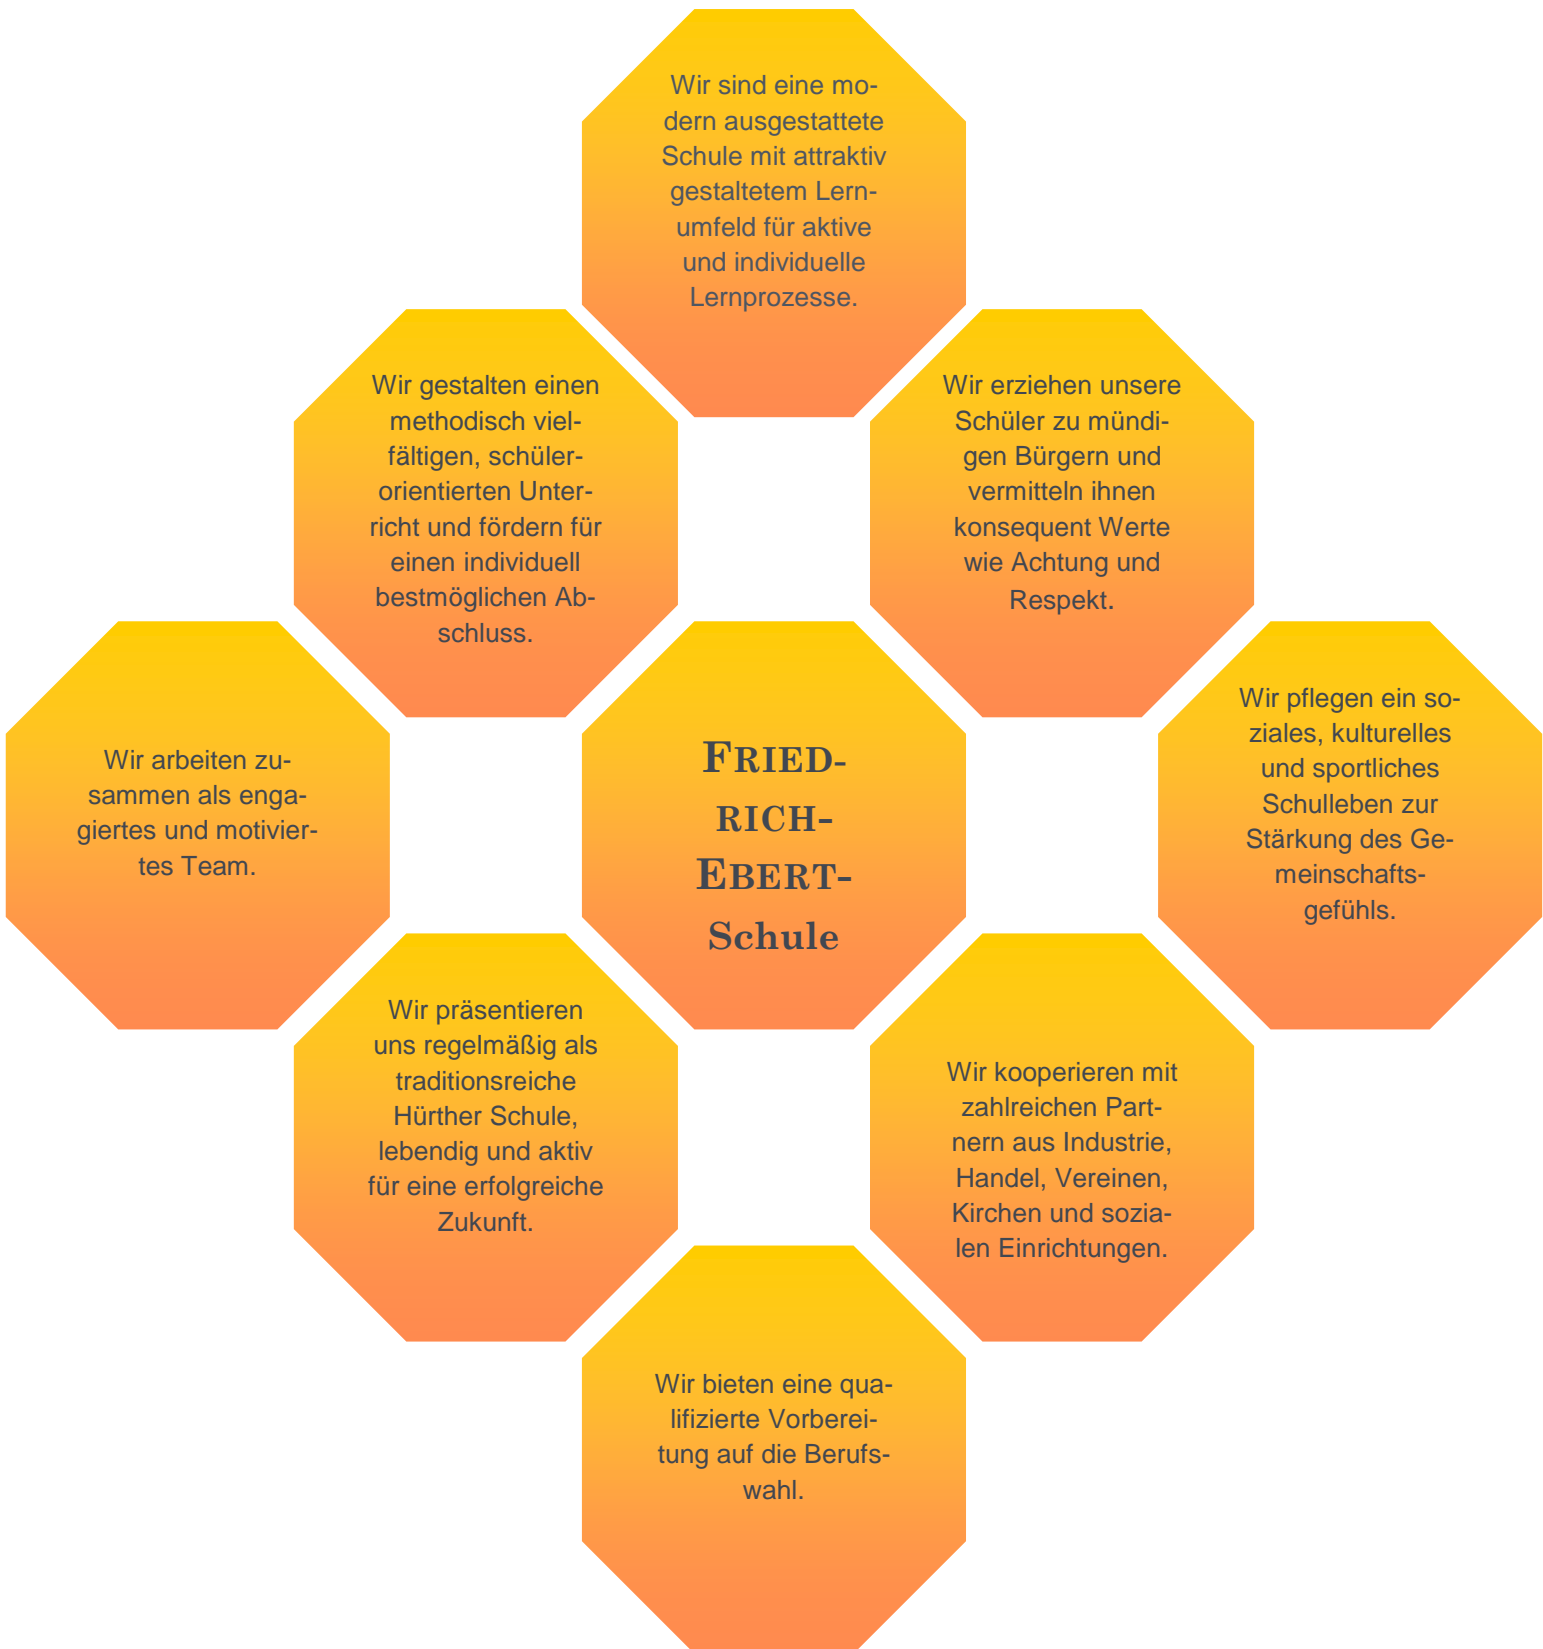 Wir sind eine mo-
dern ausgestattete
Schule mit attraktiv
gestaltetem Lern-
umfeld für aktive
und individuelle
Lernprozesse.
Wir gestalten einen
methodisch viel-
fältigen, schüler-
orientierten Unter-
richt und fördern für
einen individuell
bestmöglichen Ab-
schluss.
Wir erziehen unsere
Schüler zu mündi-
gen Bürgern und
vermitteln ihnen
konsequent Werte
wie Achtung und
Respekt.
Wir arbeiten zu-
sammen als enga-
giertes und motivier-
tes Team.
FRIED-
RICH-
EBERT-
Schule
Wir pflegen ein so-
ziales, kulturelles
und sportliches
Schulleben zur
Stärkung des Ge-
meinschafts-
gefühls.
Wir präsentieren
uns regelmäßig als
traditionsreiche
Hürther Schule,
lebendig und aktiv
für eine erfolgreiche
Zukunft.
Wir kooperieren mit
zahlreichen Part-
nern aus Industrie,
Handel, Vereinen,
Kirchen und sozia-
len Einrichtungen.
Wir bieten eine qua-
lifizierte Vorberei-
tung auf die Berufs-
wahl.